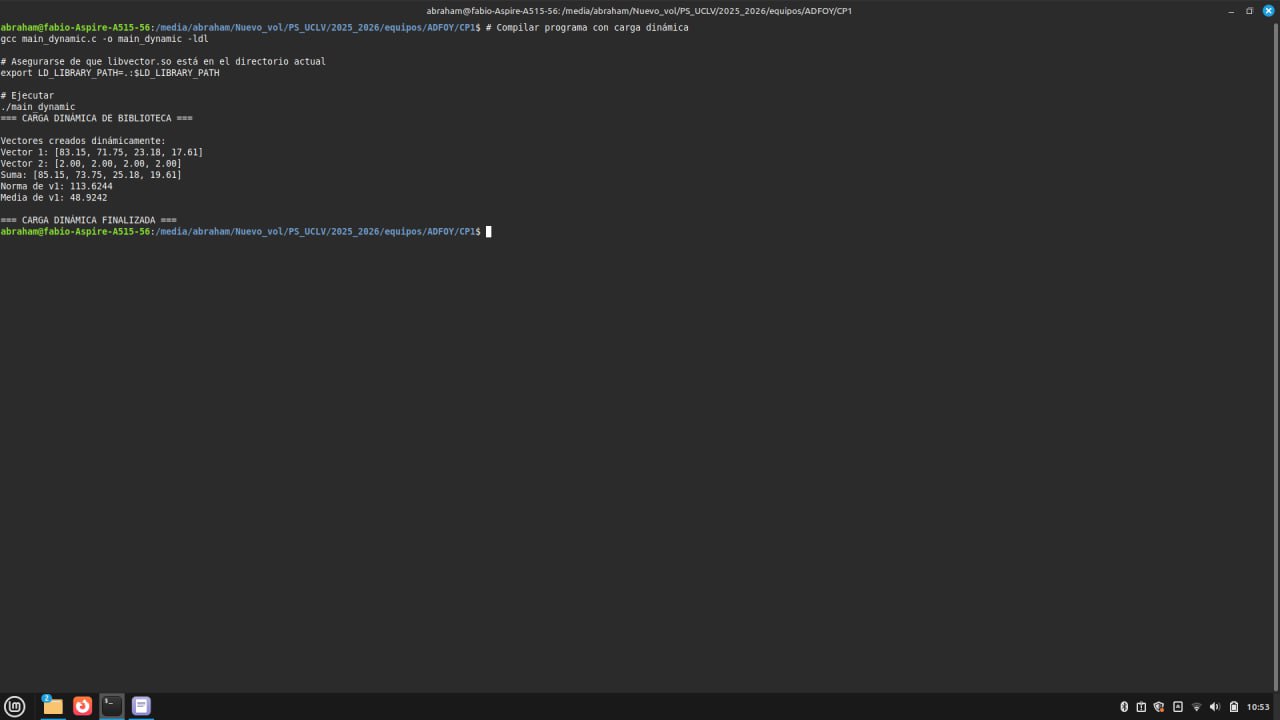 abraham@fabio-Aspire-A515-56: /media/abraham/Nuevo_vol/PS_UCLV/2025_2026/equipos/ADFOY/CP1
abraham@fabio-Aspire-A515-56:/media/abraham/Nuevo_vol/PS_UCLV/2025_2026/equipos/ADFOY/CP1$ # Compilar programa con carga dinámica
gcc main_dynamic.c -o main_dynamic -ldl
# Asegurarse de que libvector.so está en el directorio actual
export LD_LIBRARY_PATH=.:$LD_LIBRARY_PATH
# Ejecutar
./main_dynamic
=== CARGA DINÁMICA DE BIBLIOTECA ===
Vectores creados dinámicamente:
Vector 1: [83.15, 71.75, 23.18, 17.61]
Vector 2: [2.00, 2.00, 2.00, 2.00]
Suma: [85.15, 73.75, 25.18, 19.61]
Norma de v1: 113.6244
Media de v1: 48.9242
=== CARGA DINÁMICA FINALIZADA ===
abraham@fabio-Aspire-A515-56:/media/abraham/Nuevo_vol/PS_UCLV/2025_2026/equipos/ADFOY/CP1$
2
10:53